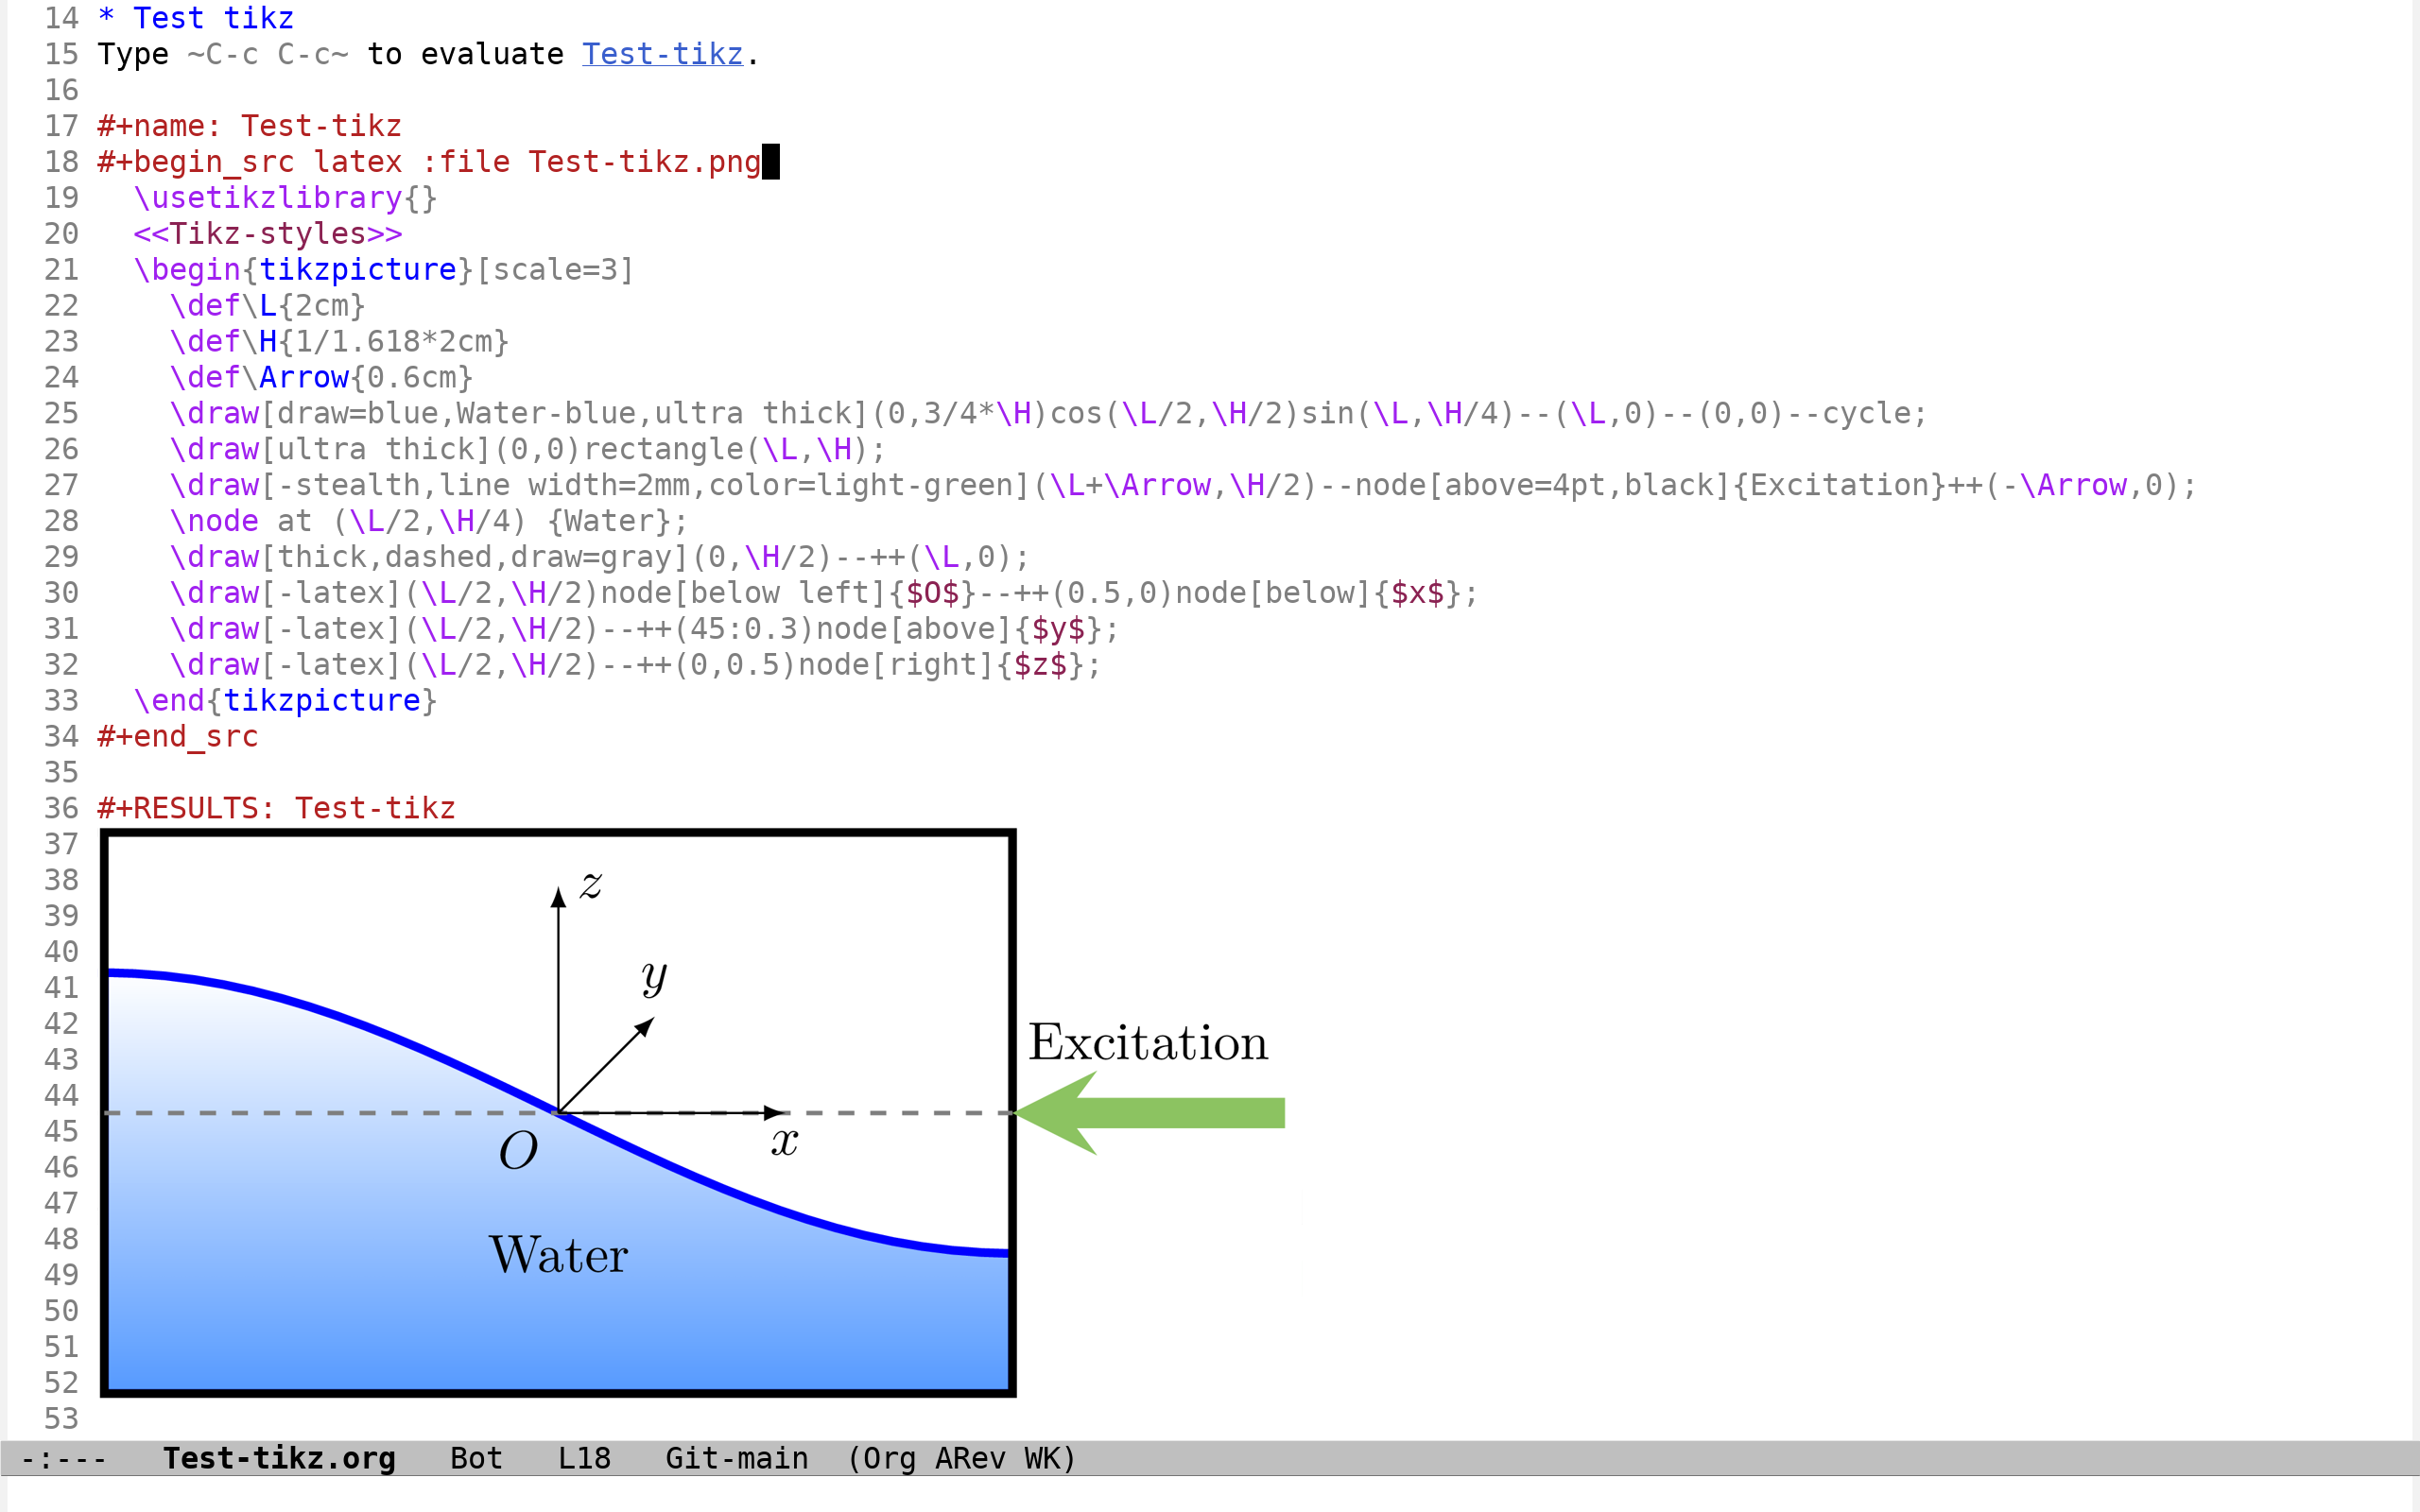 14 * Test tikz
15 Type ~C-c C-c~ to evaluate Test-tikz.
16
17 #+name: Test-tikz
18 #+begin_src latex :file Test-tikz.png
19   \usetikzlibrary{}
20   <<Tikz-styles>>
21   \begin{tikzpicture}[scale=3]
22     \def\L{2cm}
23     \def\H{1/1.618*2cm}
24     \def\Arrow{0.6cm}
25     \draw[draw=blue,Water-blue,ultra thick](0,3/4*\H)cos(\L/2,\H/2)sin(\L,\H/4)--(\L,0)--(0,0)--cycle;
26     \draw[ultra thick](0,0)rectangle(\L,\H);
27     \draw[-stealth,line width=2mm,color=light-green](\L+\Arrow,\H/2)--node[above=4pt,black]{Excitation}++(-\Arrow,0);
28     \node at (\L/2,\H/4) {Water};
29     \draw[thick,dashed,draw=gray](0,\H/2)--++(\L,0);
30     \draw[-latex](\L/2,\H/2)node[below left]{$O$}--++(0.5,0)node[below]{$x$};
31     \draw[-latex](\L/2,\H/2)--++(45:0.3)node[above]{$y$};
32     \draw[-latex](\L/2,\H/2)--++(0,0.5)node[right]{$z$};
33   \end{tikzpicture}
34 #+end_src
35
36 #+RESULTS: Test-tikz
37
38 z
39
40
41 y
42
43 Excitation
44
45
46 O x
47
48
49 Water
50
51
52
53
-:---   Test-tikz.org   Bot   L18   Git-main  (Org ARev WK)